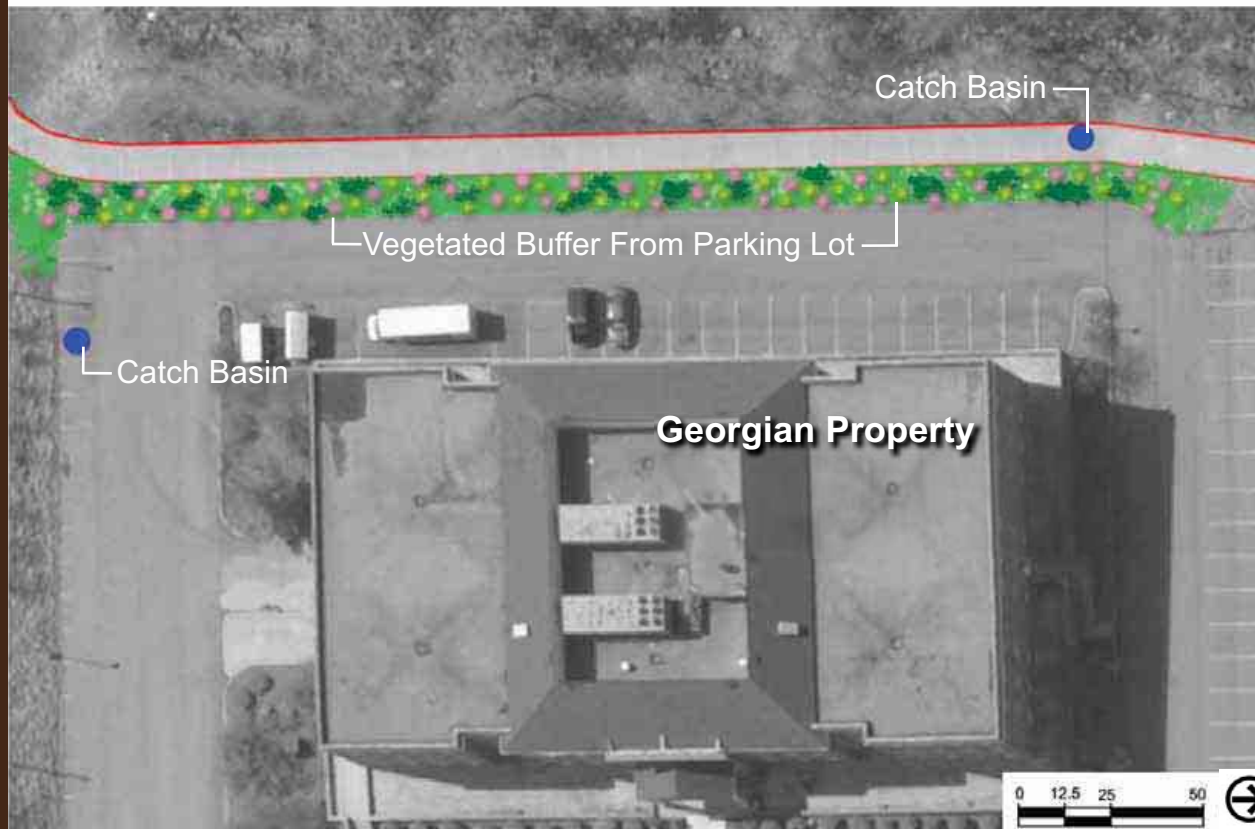 Catch Basin
Vegetated Buffer From Parking Lot
Catch Basin
Georgian Property
0 12.5 25 50